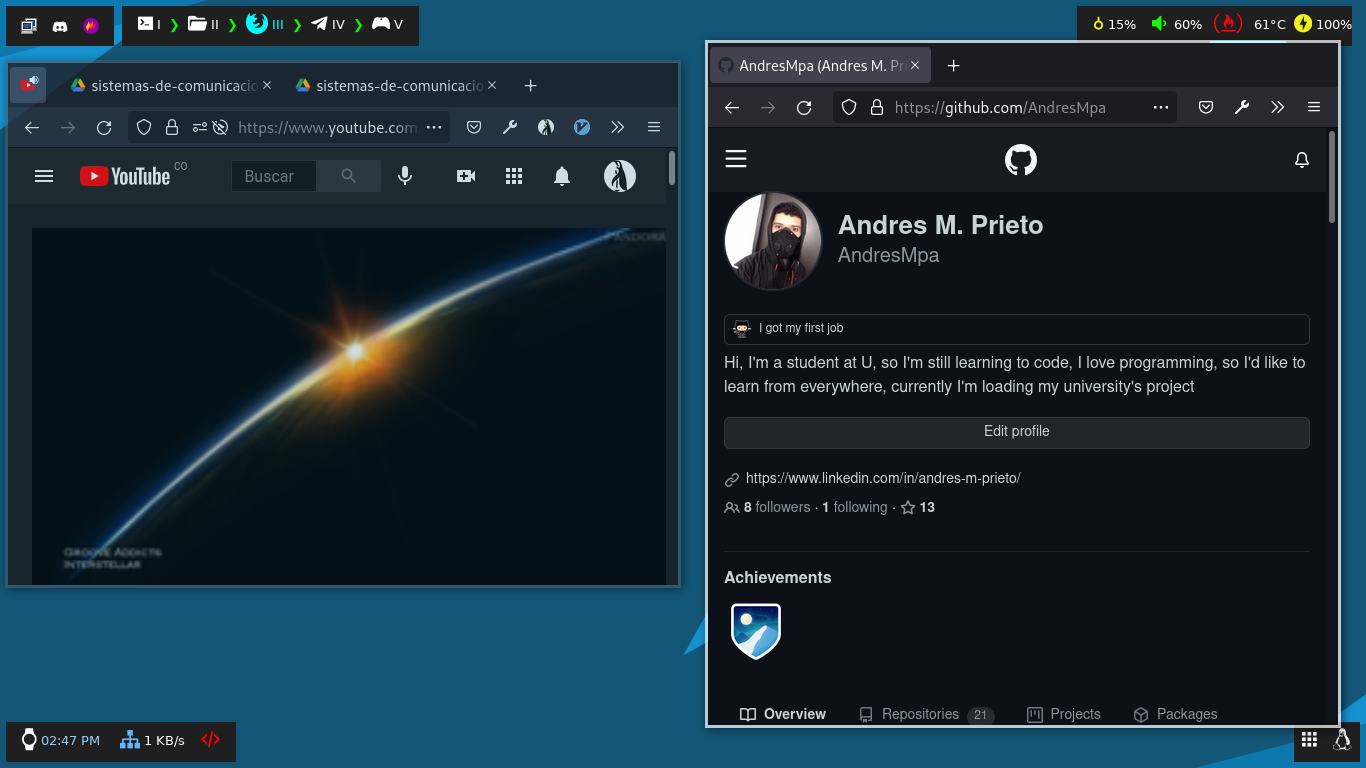 I ❯ II ❯ III ❯ IV ❯ V
15% 60% 61°C 100%
sistemas-de-comunicacio
sistemas-de-comunicacio
https://www.youtube.com
YouTube CO
Buscar
PANDORA
GROOVE ADDICTS
INTERSTELLAR
AndresMpa (Andres M. Pri
https://github.com/AndresMpa
Andres M. Prieto
AndresMpa
I got my first job
Hi, I'm a student at U, so I'm still learning to code, I love programming, so I'd like to
learn from everywhere, currently I'm loading my university's project
Edit profile
https://www.linkedin.com/in/andres-m-prieto/
8 followers · 1 following · 13
Achievements
Overview Repositories 21 Projects Packages
02:47 PM 1 KB/s </>